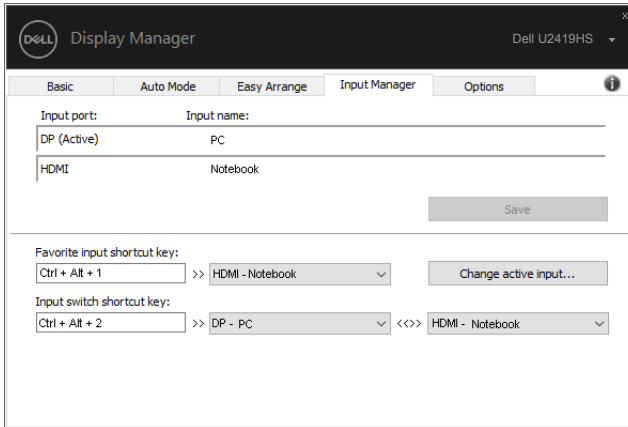 x
DELL Display Manager Dell U2419HS
Basic Auto Mode Easy Arrange Input Manager Options i
Input port: Input name:
DP (Active) PC
HDMI Notebook
Save
Favorite input shortcut key:
Ctrl + Alt + 1 >> HDMI - Notebook Change active input...
Input switch shortcut key:
Ctrl + Alt + 2 >> DP - PC <<>> HDMI - Notebook